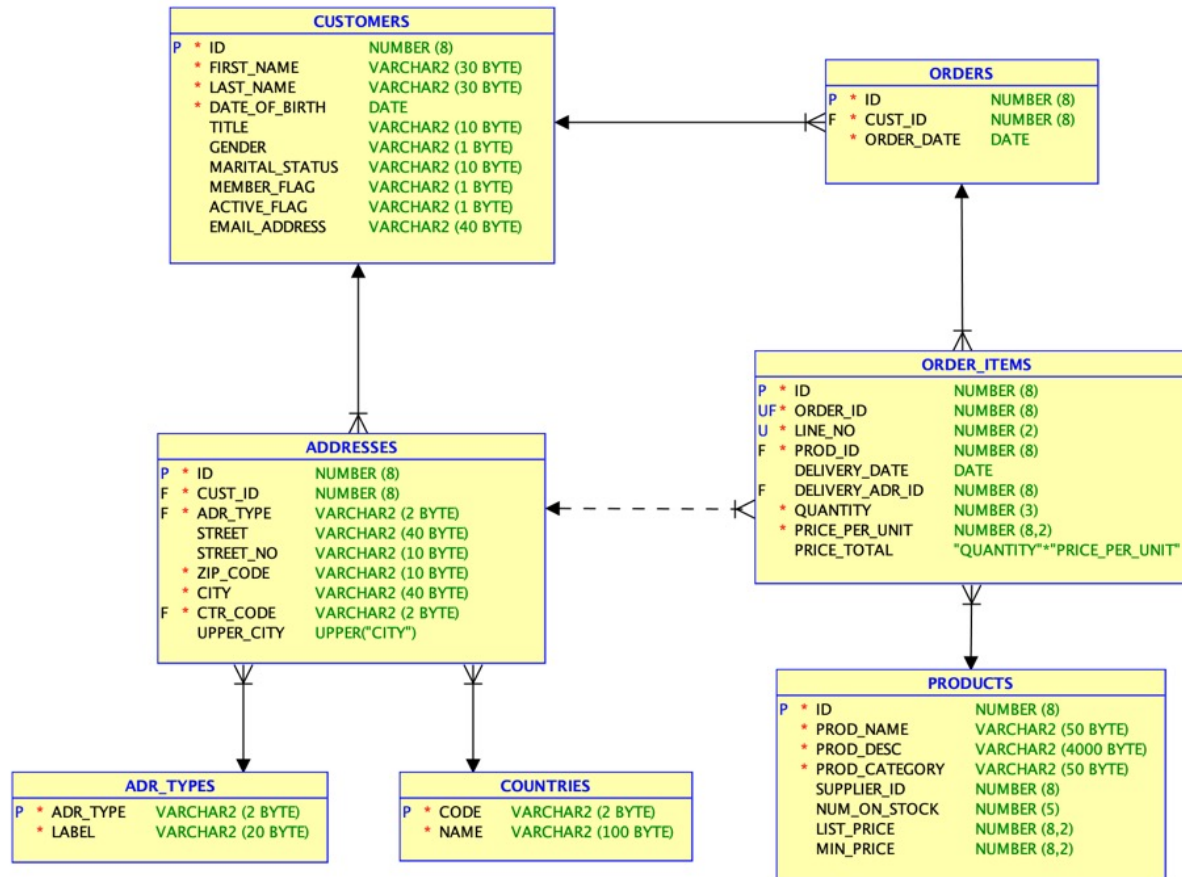 CUSTOMERS
P * ID NUMBER (8)
* FIRST_NAME VARCHAR2 (30 BYTE)
* LAST_NAME VARCHAR2 (30 BYTE)
* DATE_OF_BIRTH DATE
TITLE VARCHAR2 (10 BYTE)
GENDER VARCHAR2 (1 BYTE)
MARITAL_STATUS VARCHAR2 (10 BYTE)
MEMBER_FLAG VARCHAR2 (1 BYTE)
ACTIVE_FLAG VARCHAR2 (1 BYTE)
EMAIL_ADDRESS VARCHAR2 (40 BYTE)
ORDERS
P * ID NUMBER (8)
F * CUST_ID NUMBER (8)
* ORDER_DATE DATE
ORDER_ITEMS
P * ID NUMBER (8)
UF * ORDER_ID NUMBER (8)
U * LINE_NO NUMBER (2)
F * PROD_ID NUMBER (8)
DELIVERY_DATE DATE
F DELIVERY_ADR_ID NUMBER (8)
* QUANTITY NUMBER (3)
* PRICE_PER_UNIT NUMBER (8,2)
PRICE_TOTAL "QUANTITY"*"PRICE_PER_UNIT"
ADDRESSES
P * ID NUMBER (8)
F * CUST_ID NUMBER (8)
F * ADR_TYPE VARCHAR2 (2 BYTE)
STREET VARCHAR2 (40 BYTE)
STREET_NO VARCHAR2 (10 BYTE)
* ZIP_CODE VARCHAR2 (10 BYTE)
* CITY VARCHAR2 (40 BYTE)
F * CTR_CODE VARCHAR2 (2 BYTE)
UPPER_CITY UPPER("CITY")
PRODUCTS
P * ID NUMBER (8)
* PROD_NAME VARCHAR2 (50 BYTE)
* PROD_DESC VARCHAR2 (4000 BYTE)
* PROD_CATEGORY VARCHAR2 (50 BYTE)
SUPPLIER_ID NUMBER (8)
NUM_ON_STOCK NUMBER (5)
LIST_PRICE NUMBER (8,2)
MIN_PRICE NUMBER (8,2)
ADR_TYPES
P * ADR_TYPE VARCHAR2 (2 BYTE)
* LABEL VARCHAR2 (20 BYTE)
COUNTRIES
P * CODE VARCHAR2 (2 BYTE)
* NAME VARCHAR2 (100 BYTE)